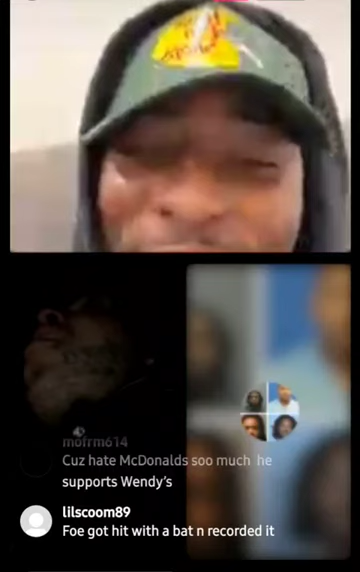 mofrm614
Cuz hate McDonalds soo much he
supports Wendy's
lilscoom89
Foe got hit with a bat n recorded it